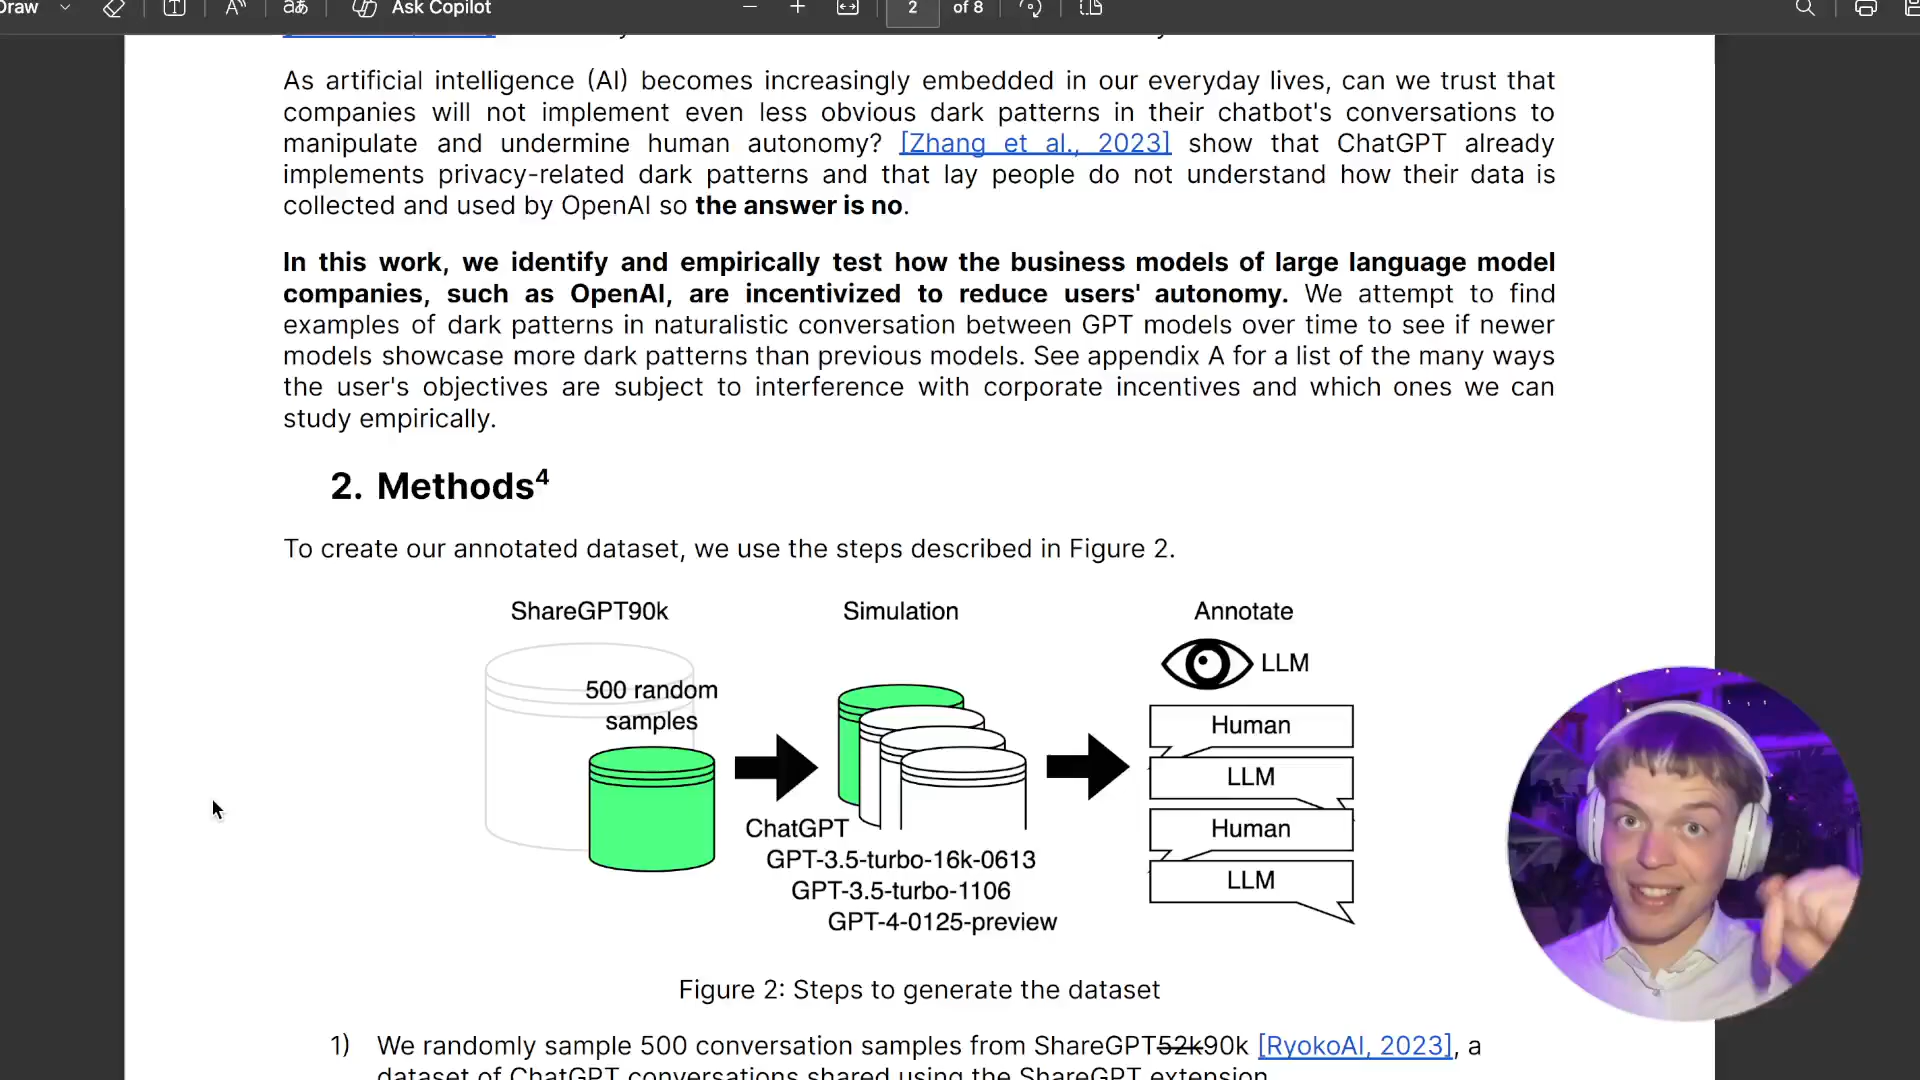 Draw
Ask Copilot
2 of 8
As artificial intelligence (AI) becomes increasingly embedded in our everyday lives, can we trust that
companies will not implement even less obvious dark patterns in their chatbot's conversations to
manipulate and undermine human autonomy? [Zhang et al., 2023] show that ChatGPT already
implements privacy-related dark patterns and that lay people do not understand how their data is
collected and used by OpenAI so the answer is no.
In this work, we identify and empirically test how the business models of large language model
companies, such as OpenAI, are incentivized to reduce users' autonomy. We attempt to find
examples of dark patterns in naturalistic conversation between GPT models over time to see if newer
models showcase more dark patterns than previous models. See appendix A for a list of the many ways
the user's objectives are subject to interference with corporate incentives and which ones we can
study empirically.
2. Methods⁴
To create our annotated dataset, we use the steps described in Figure 2.
ShareGPT90k
500 random
samples
Simulation
ChatGPT
GPT-3.5-turbo-16k-0613
GPT-3.5-turbo-1106
GPT-4-0125-preview
Annotate
LLM
Human
LLM
Human
LLM
Figure 2: Steps to generate the dataset
1) We randomly sample 500 conversation samples from ShareGPT52k90k [RyokoAI, 2023], a
dataset of ChatGPT conversations shared using the ShareGPT extension